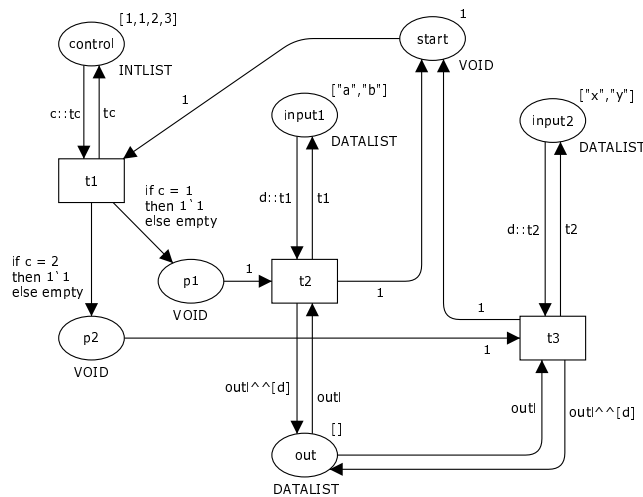 [1,1,2,3]
control
INTLIST
1
start
VOID
c::tc
tc
1
["a","b"]
input1
DATALIST
["x","y"]
input2
DATALIST
t1
if c = 1
then 1`1
else empty
d::t1
t1
d::t2
t2
if c = 2
then 1`1
else empty
p1
VOID
1
t2
1
1
p2
VOID
1
t3
outl^^[d]
outl
outl
outl^^[d]
[]
out
DATALIST